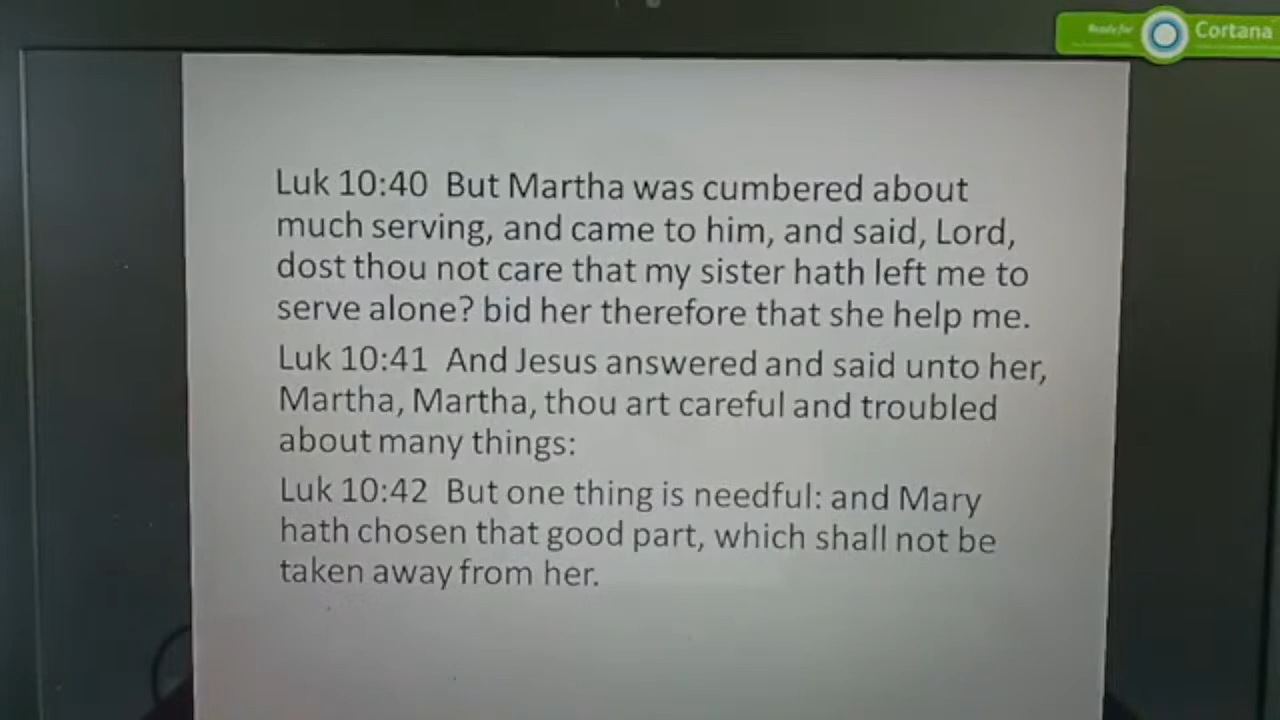 Ready for
Cortana
Luk 10:40 But Martha was cumbered about
much serving, and came to him, and said, Lord,
dost thou not care that my sister hath left me to
serve alone? bid her therefore that she help me.
Luk 10:41 And Jesus answered and said unto her,
Martha, Martha, thou art careful and troubled
about many things:
Luk 10:42 But one thing is needful: and Mary
hath chosen that good part, which shall not be
taken away from her.